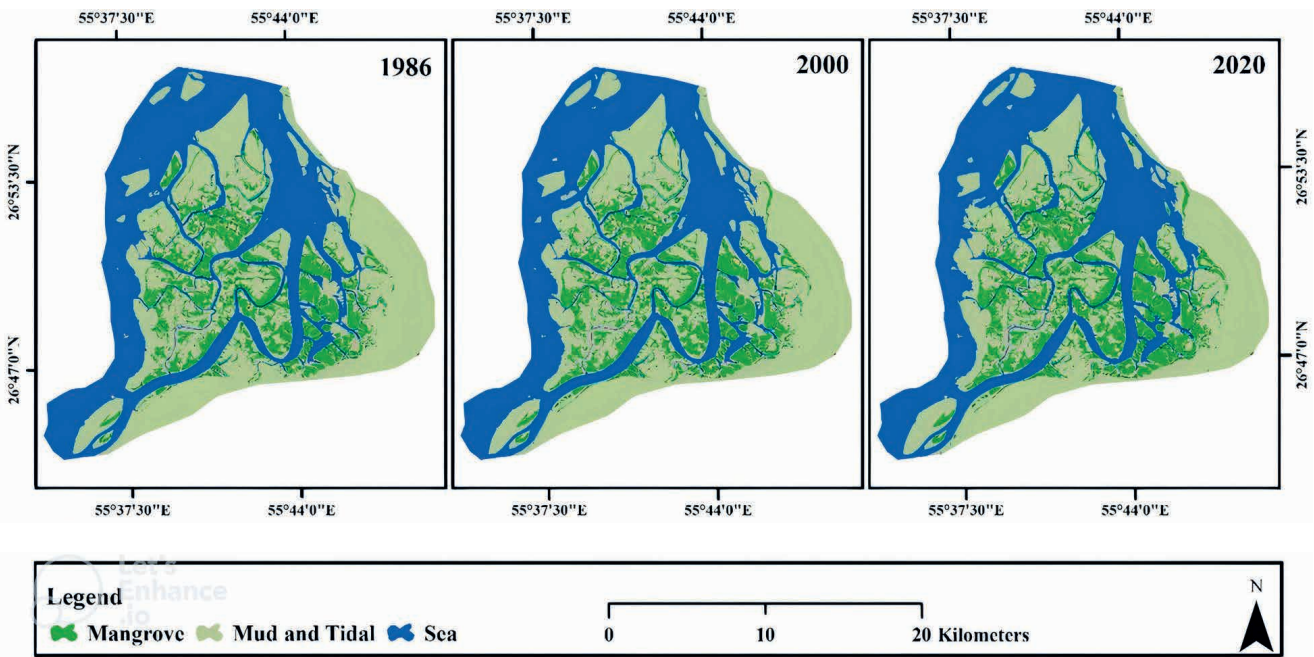 55°37'30"E 55°44'0"E 55°37'30"E 55°44'0"E 55°37'30"E 55°44'0"E
1986 2000 2020
26°53'30"N 26°53'30"N
26°47'0"N 26°47'0"N
55°37'30"E 55°44'0"E 55°37'30"E 55°44'0"E 55°37'30"E 55°44'0"E
Let's
Enhance
.io
Legend
N
Mangrove Mud and Tidal Sea
0 10 20 Kilometers